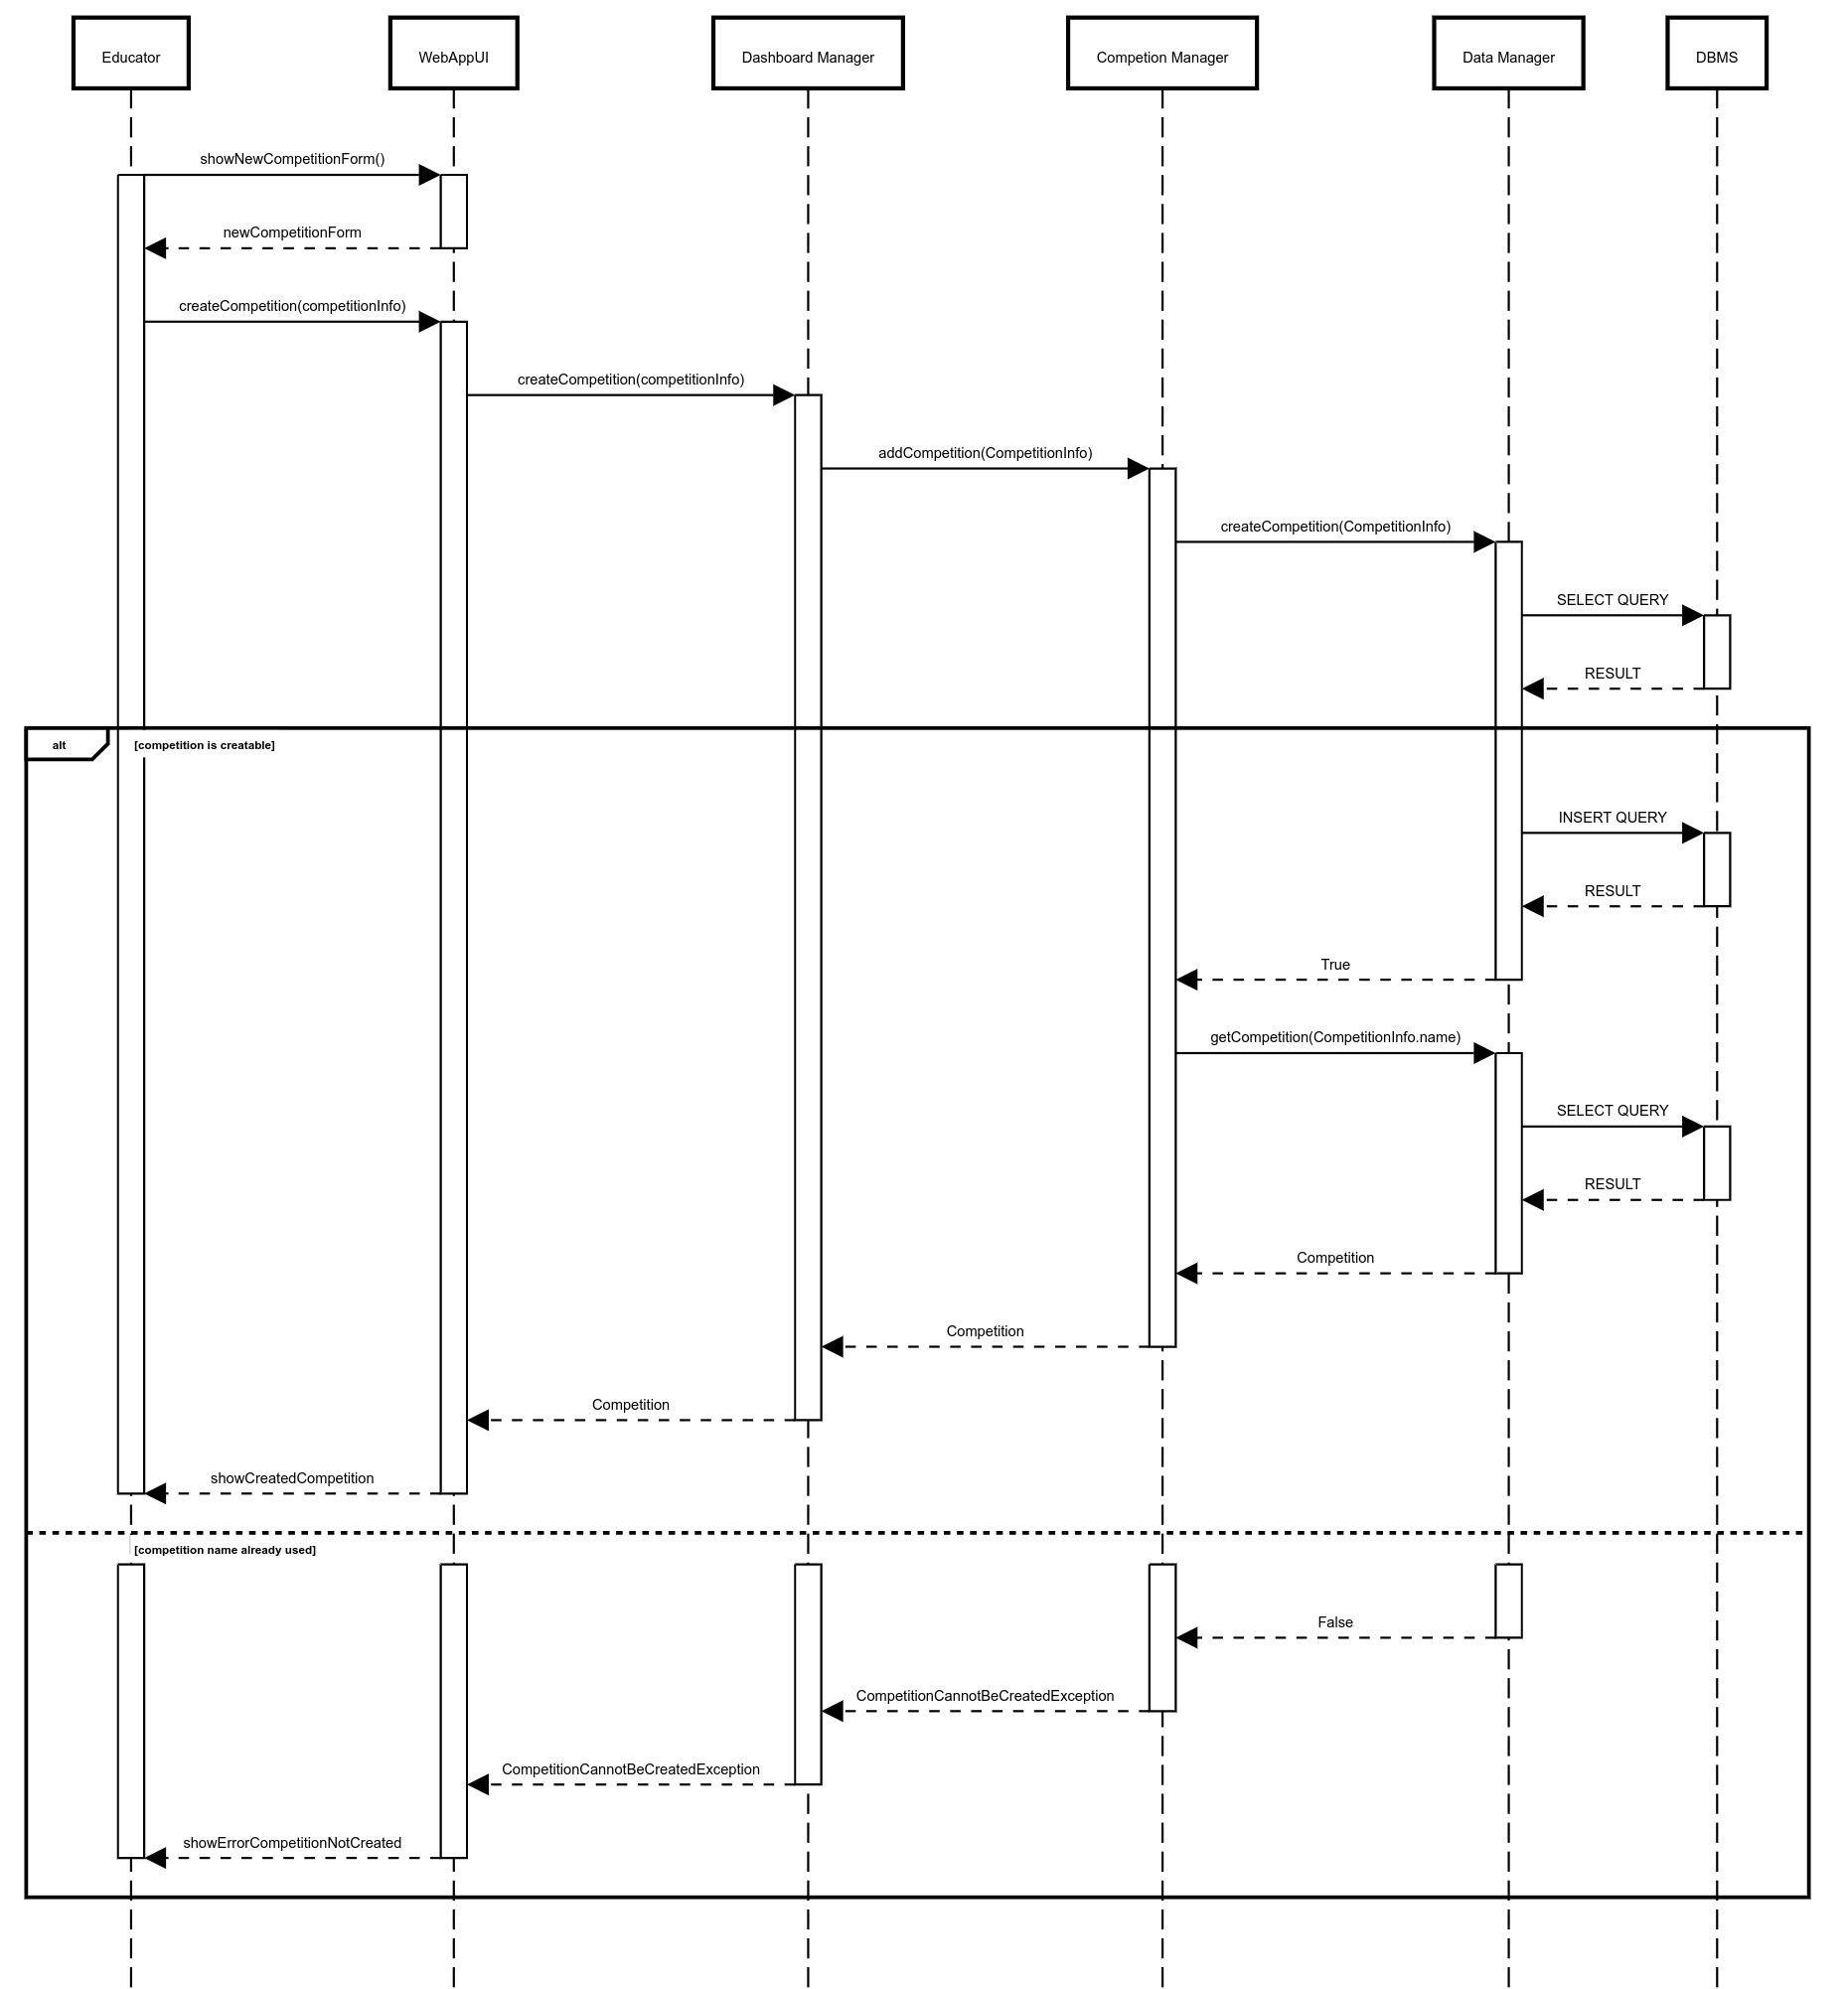 Educator
WebAppUI
Dashboard Manager
Competion Manager
Data Manager
DBMS
showNewCompetitionForm()
newCompetitionForm
createCompetition(competitionInfo)
createCompetition(competitionInfo)
addCompetition(CompetitionInfo)
createCompetition(CompetitionInfo)
SELECT QUERY
RESULT
alt
[competition is creatable]
INSERT QUERY
RESULT
True
getCompetition(CompetitionInfo.name)
SELECT QUERY
RESULT
Competition
Competition
Competition
showCreatedCompetition
[competition name already used]
False
CompetitionCannotBeCreatedException
CompetitionCannotBeCreatedException
showErrorCompetitionNotCreated